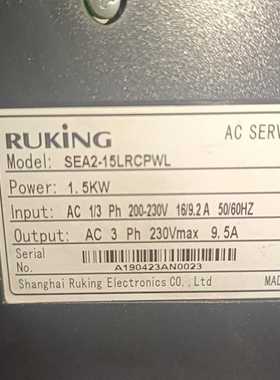 RUKING
AC SERV
Model: SEA2-15LRCPWL
Power: 1.5KW
Input: AC 1/3 Ph 200-230V 16/9.2A 50/60HZ
Output: AC 3 Ph 230Vmax 9.5A
Serial
No. A190423AN0023
Shanghai Ruking Electronics CO., Ltd MAD